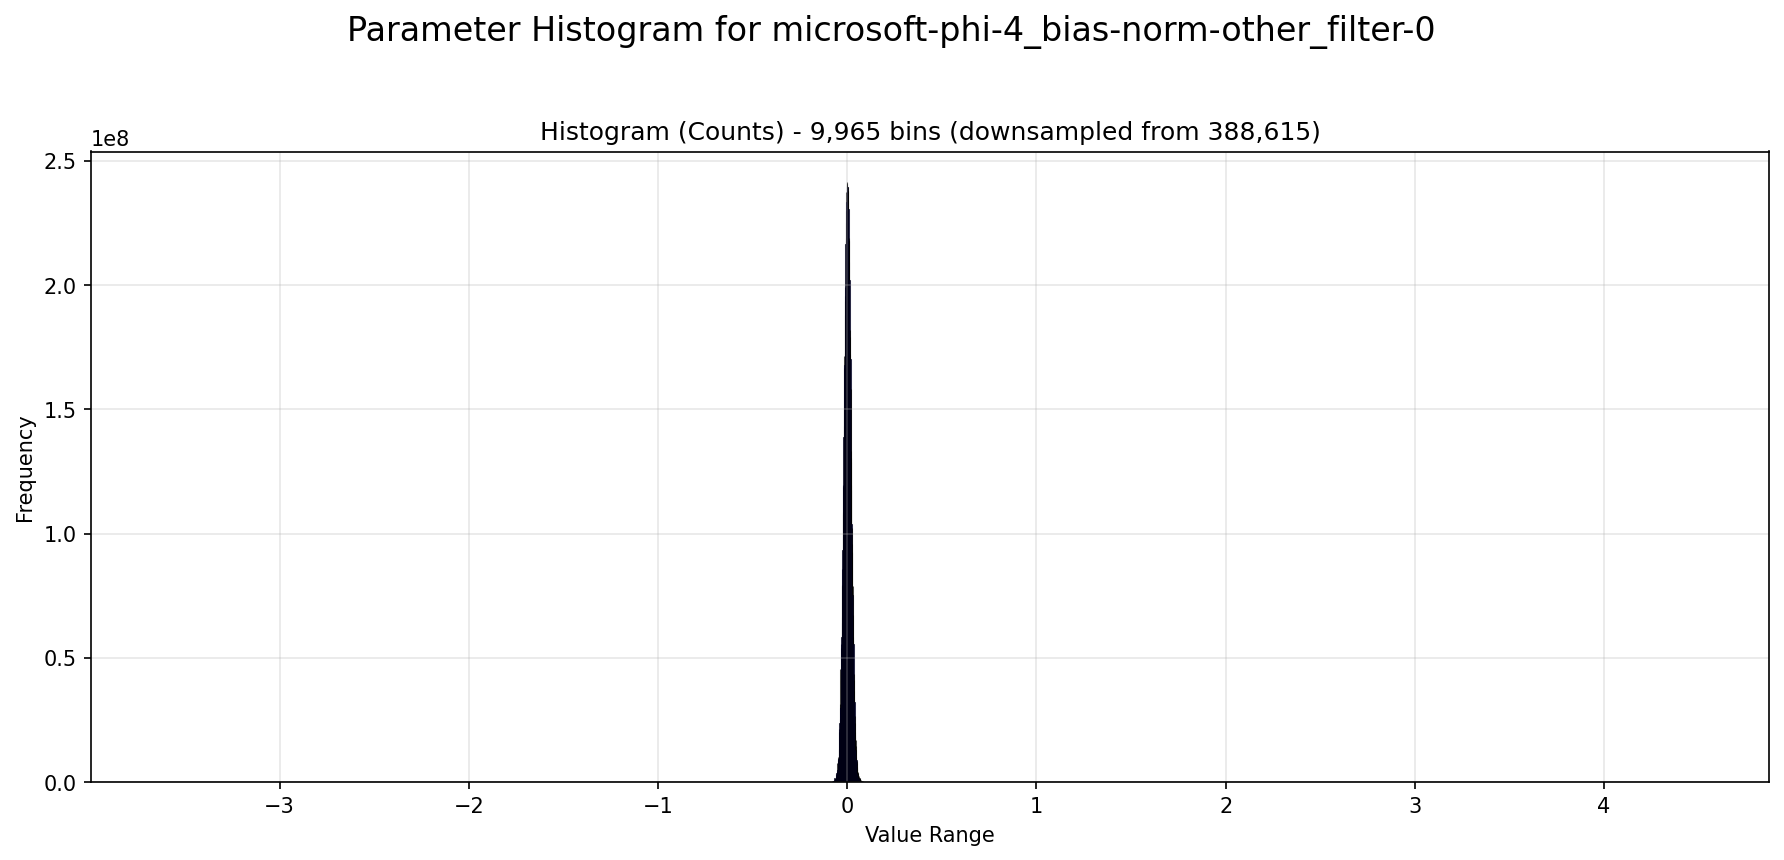 Parameter Histogram for microsoft-phi-4_bias-norm-other_filter-0
Histogram (Counts) - 9,965 bins (downsampled from 388,615)
1e8
2.5
2.0
1.5
1.0
0.5
0.0
Frequency
−3
−2
−1
0
1
2
3
4
Value Range